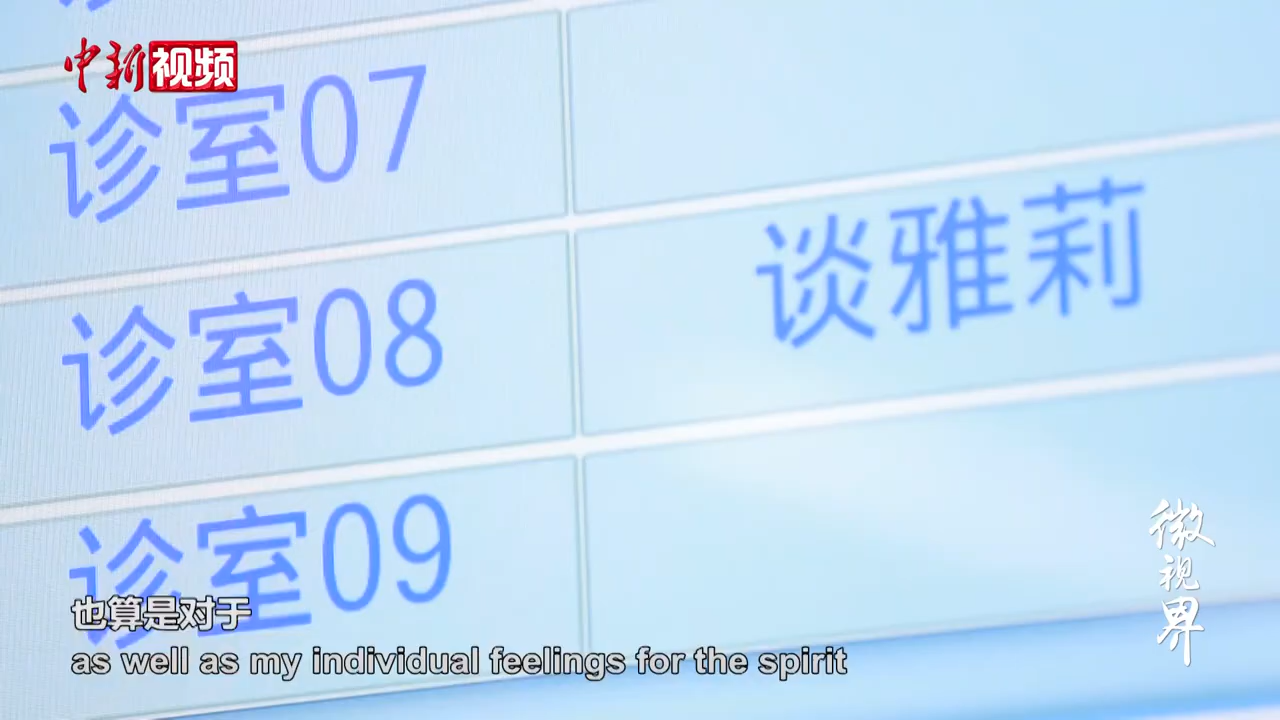 中新视频
诊室07
诊室08
谈雅莉
诊室09
微视界
也算是对于
as well as my individual feelings for the spirit